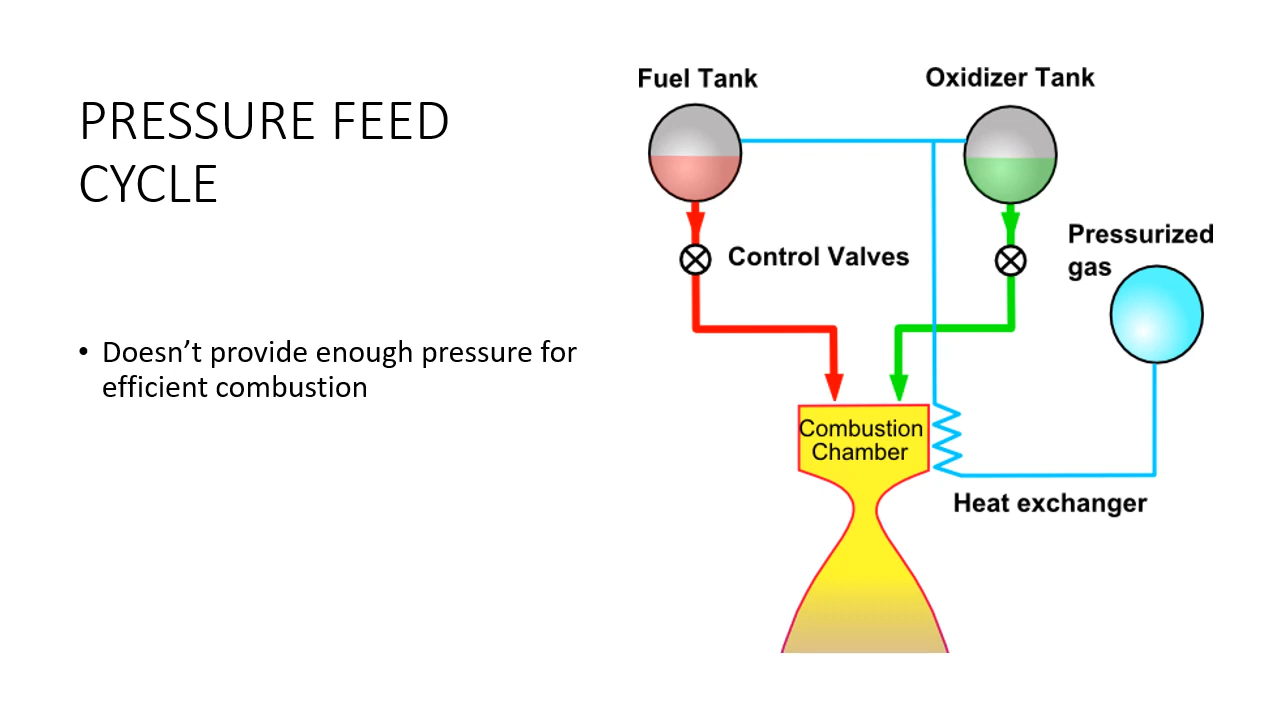 PRESSURE FEED
CYCLE
• Doesn’t provide enough pressure for
efficient combustion
Fuel Tank
Oxidizer Tank
Control Valves
Pressurized
gas
Combustion
Chamber
Heat exchanger